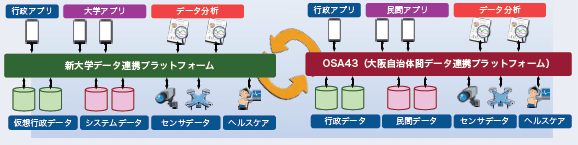 行政アプリ 大学アプリ データ分析
新大学データ連携プラットフォーム
仮想行政データ システムデータ センサデータ ヘルスケア
行政アプリ 民間アプリ データ分析
OSA43（大阪自治体間データ連携プラットフォーム）
行政データ 民間データ センサデータ ヘルスケア